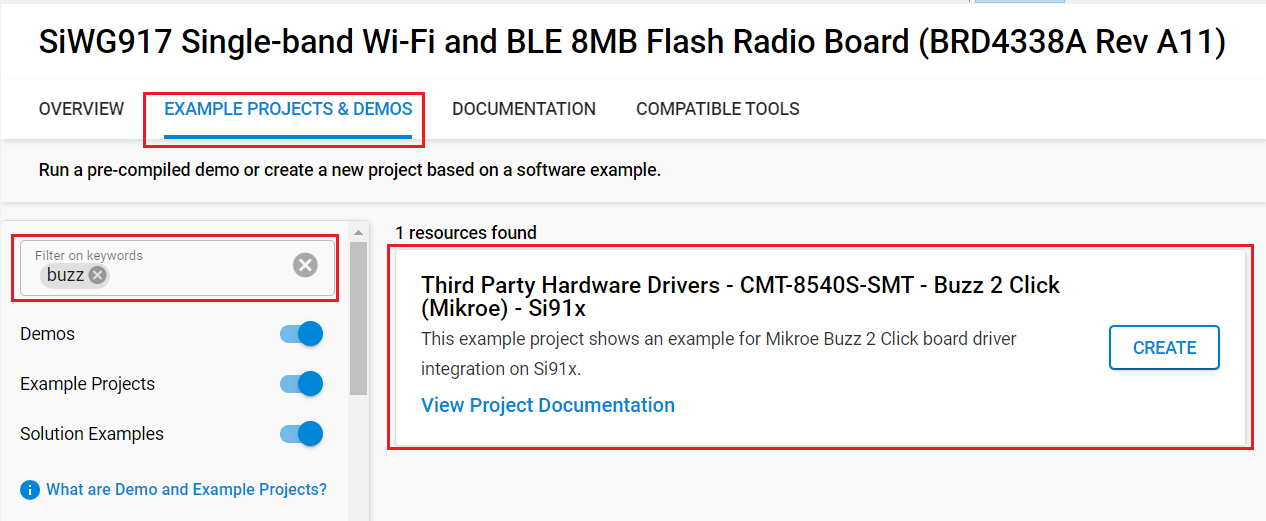 SiWG917 Single-band Wi-Fi and BLE 8MB Flash Radio Board (BRD4338A Rev A11)
OVERVIEW EXAMPLE PROJECTS & DEMOS DOCUMENTATION COMPATIBLE TOOLS
Run a pre-compiled demo or create a new project based on a software example.
Filter on keywords
buzz
Demos
Example Projects
Solution Examples
What are Demo and Example Projects?
1 resources found
Third Party Hardware Drivers - CMT-8540S-SMT - Buzz 2 Click
(Mikroe) - Si91x
This example project shows an example for Mikroe Buzz 2 Click board driver
integration on Si91x.
View Project Documentation
CREATE